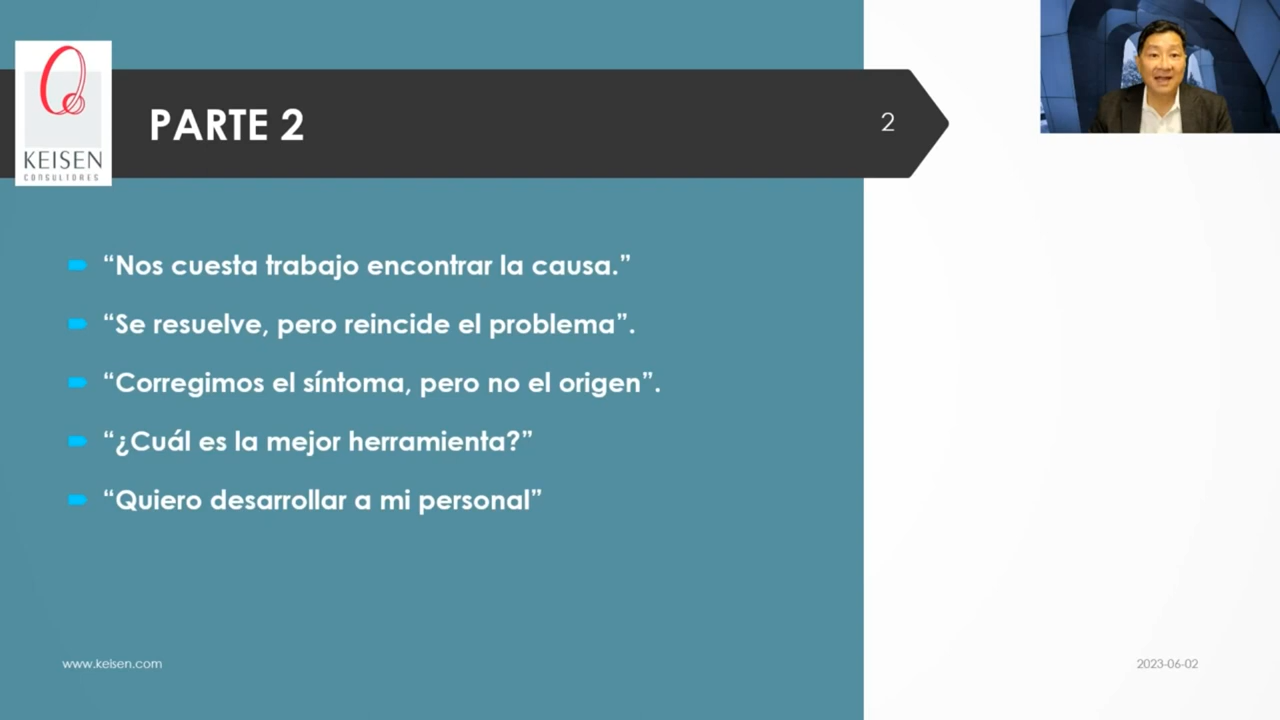 KEISEN
CONSULTORES
PARTE 2
2
“Nos cuesta trabajo encontrar la causa.”
“Se resuelve, pero reincide el problema”.
“Corregimos el síntoma, pero no el origen”.
“¿Cuál es la mejor herramienta?”
“Quiero desarrollar a mi personal”
www.keisen.com
2023-06-02